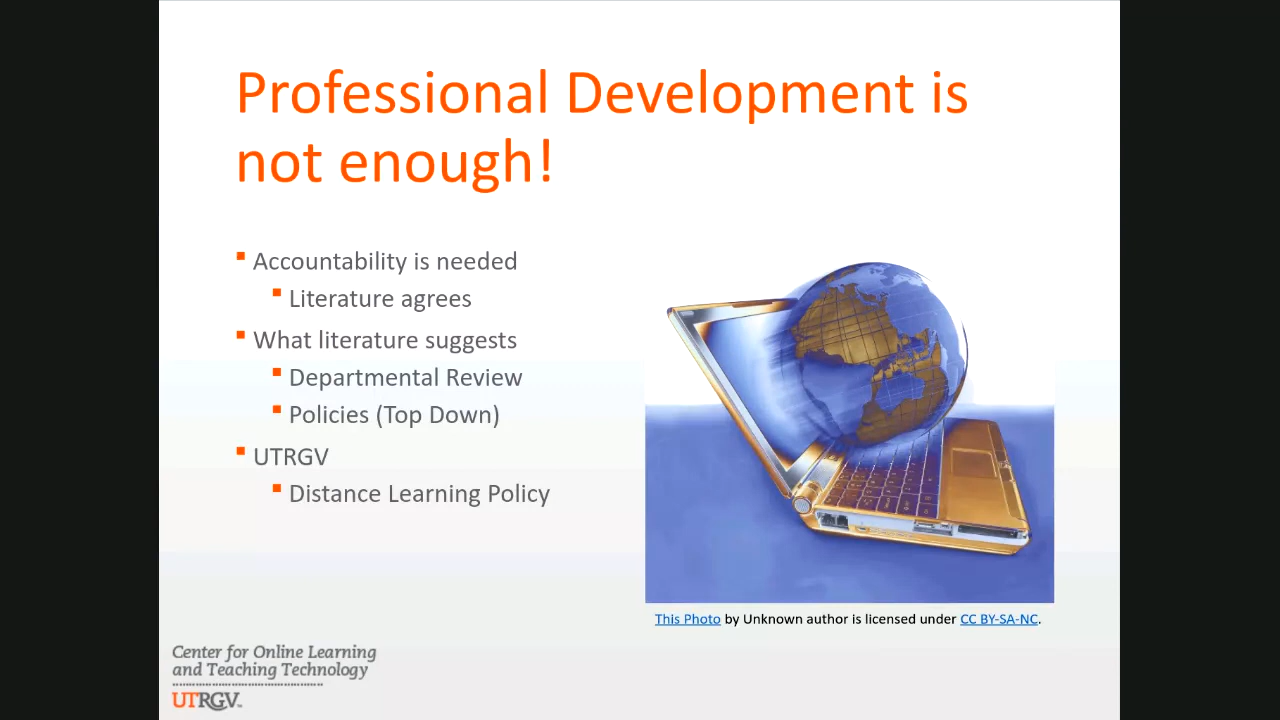 Professional Development is
not enough!
Accountability is needed
Literature agrees
What literature suggests
Departmental Review
Policies (Top Down)
UTRGV
Distance Learning Policy
This Photo by Unknown author is licensed under CC BY-SA-NC.
Center for Online Learning
and Teaching Technology
UTRGV™